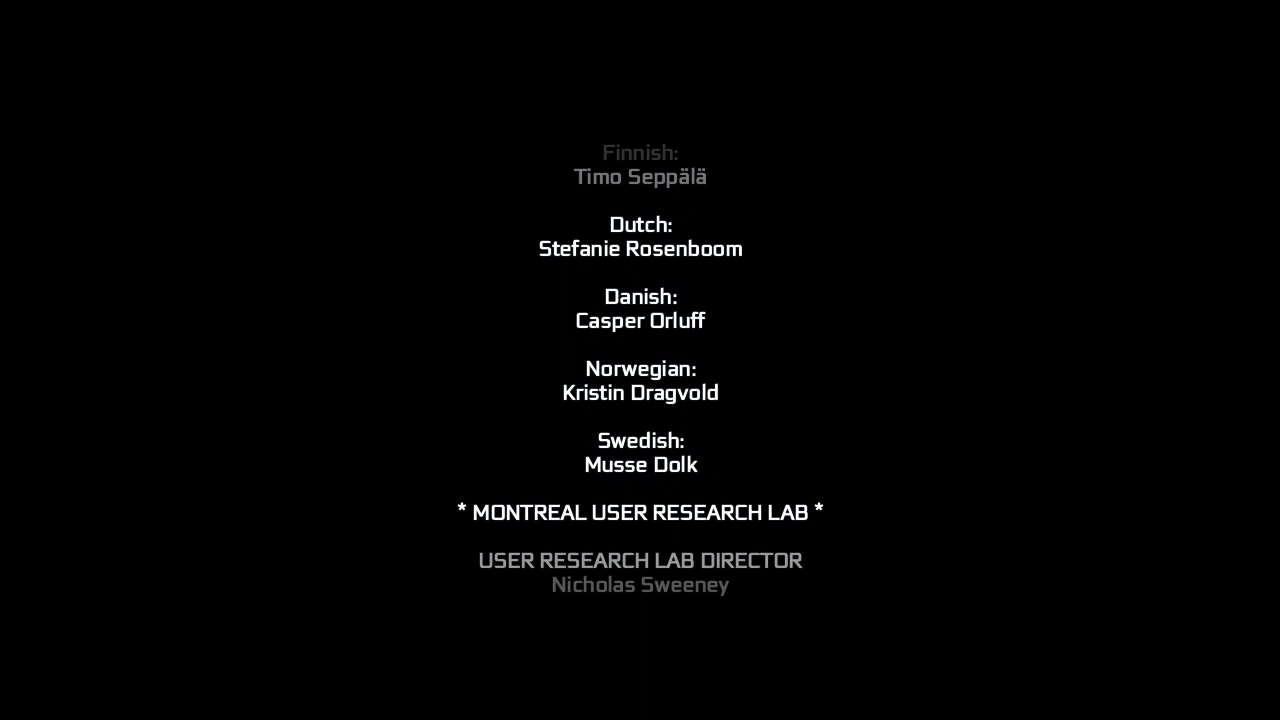 Finnish:
Timo Seppälä
Dutch:
Stefanie Rosenboom
Danish:
Casper Orluff
Norwegian:
Kristin Dragvold
Swedish:
Musse Dolk
* MONTREAL USER RESEARCH LAB *
USER RESEARCH LAB DIRECTOR
Nicholas Sweeney